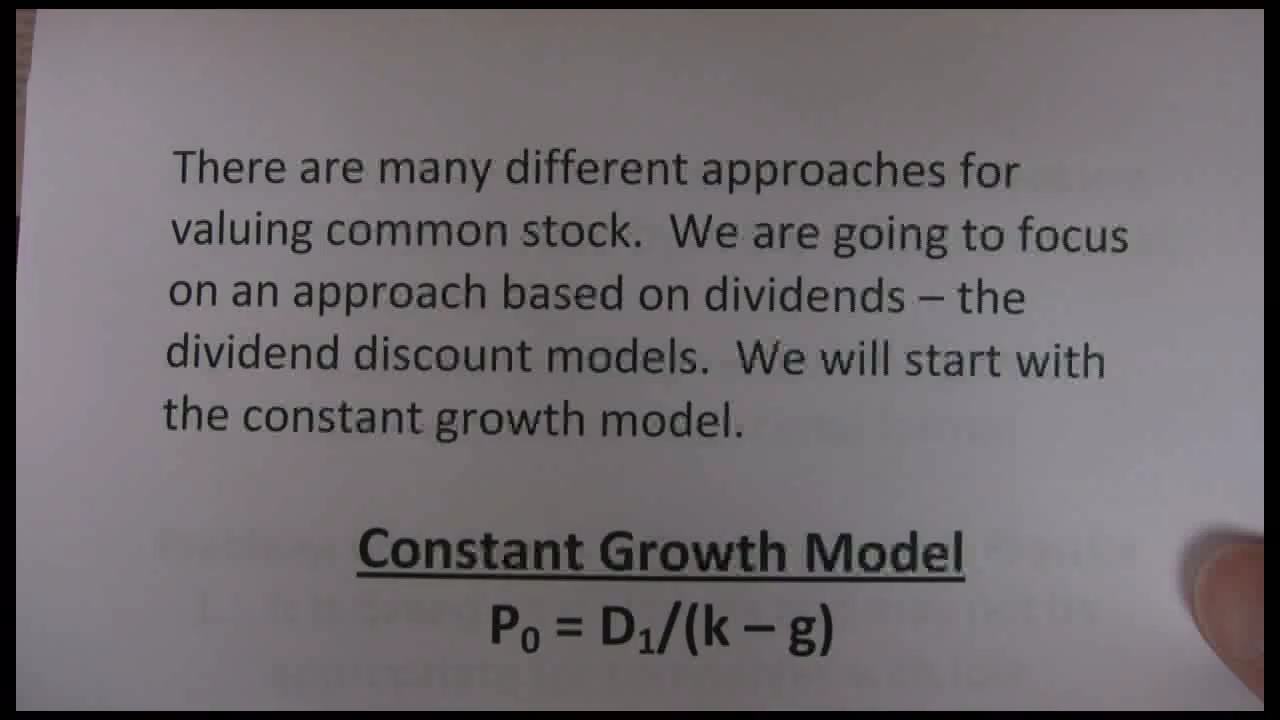 There are many different approaches for
valuing common stock.  We are going to focus
on an approach based on dividends – the
dividend discount models.  We will start with
the constant growth model.
Constant Growth Model
P₀ = D₁/(k – g)